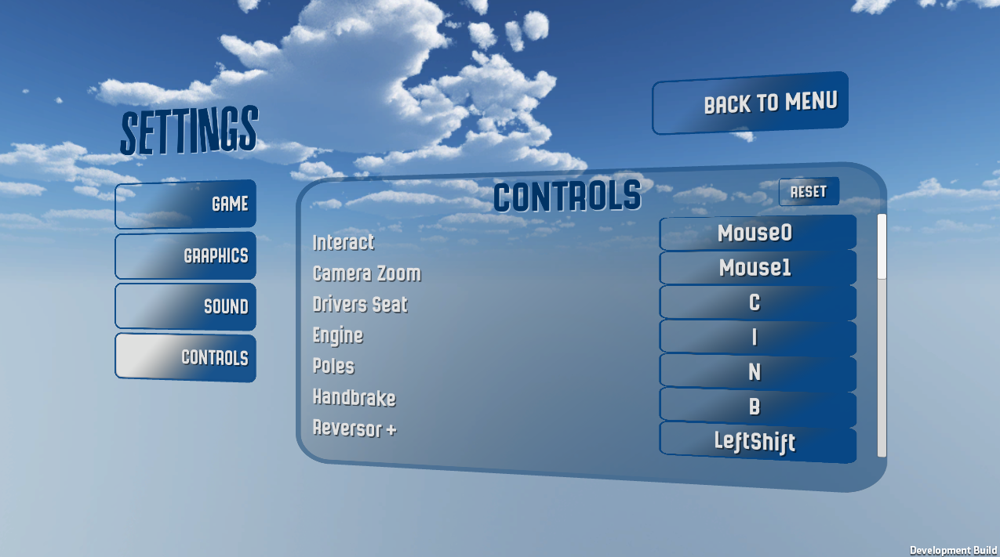 SETTINGS
BACK TO MENU
GAME
GRAPHICS
SOUND
CONTROLS
CONTROLS
RESET
Interact
Mouse0
Camera Zoom
Mouse1
Drivers Seat
C
Engine
I
Poles
N
Handbrake
B
Reversor +
LeftShift
Development Build